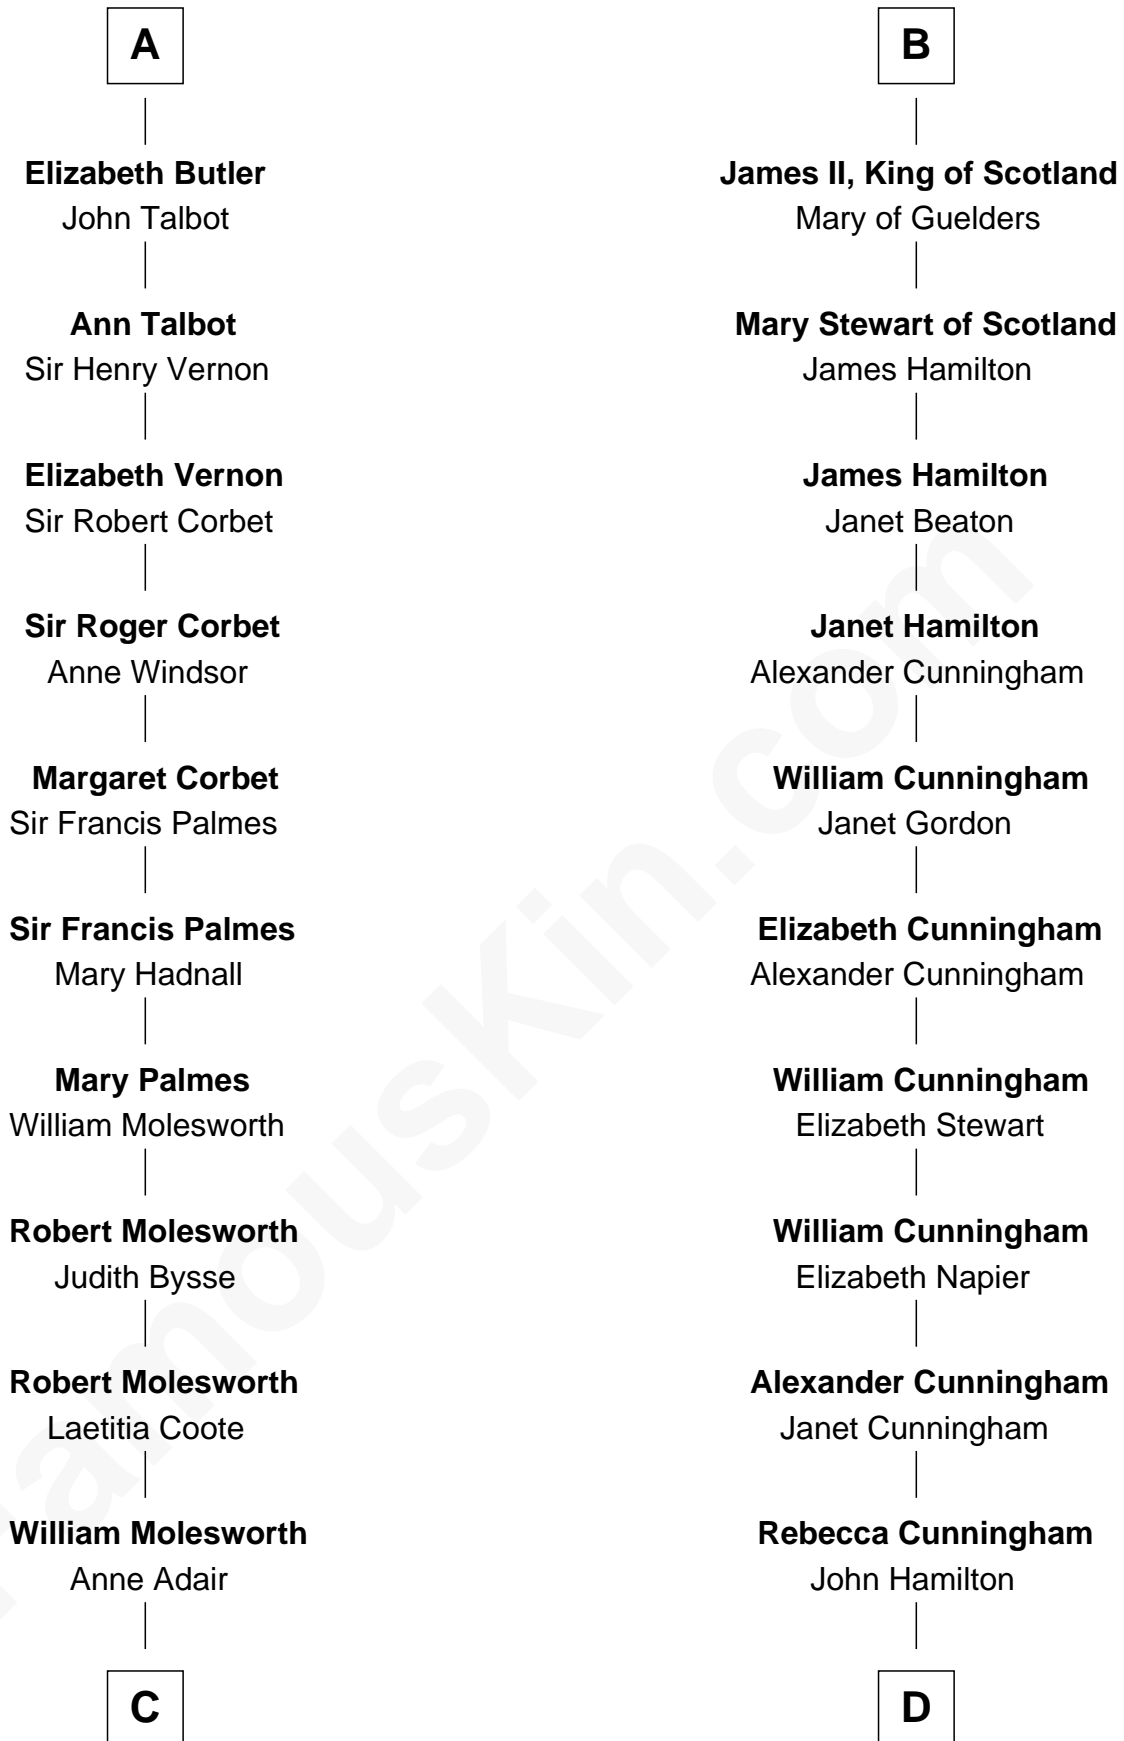 A
Elizabeth Butler
John Talbot
Ann Talbot
Sir Henry Vernon
Elizabeth Vernon
Sir Robert Corbet
Sir Roger Corbet
Anne Windsor
Margaret Corbet
Sir Francis Palmes
Sir Francis Palmes
Mary Hadnall
Mary Palmes
William Molesworth
Robert Molesworth
Judith Bysse
Robert Molesworth
Laetitia Coote
William Molesworth
Anne Adair
C
B
James II, King of Scotland
Mary of Guelders
Mary Stewart of Scotland
James Hamilton
James Hamilton
Janet Beaton
Janet Hamilton
Alexander Cunningham
William Cunningham
Janet Gordon
Elizabeth Cunningham
Alexander Cunningham
William Cunningham
Elizabeth Stewart
William Cunningham
Elizabeth Napier
Alexander Cunningham
Janet Cunningham
Rebecca Cunningham
John Hamilton
D
FamousKin.com